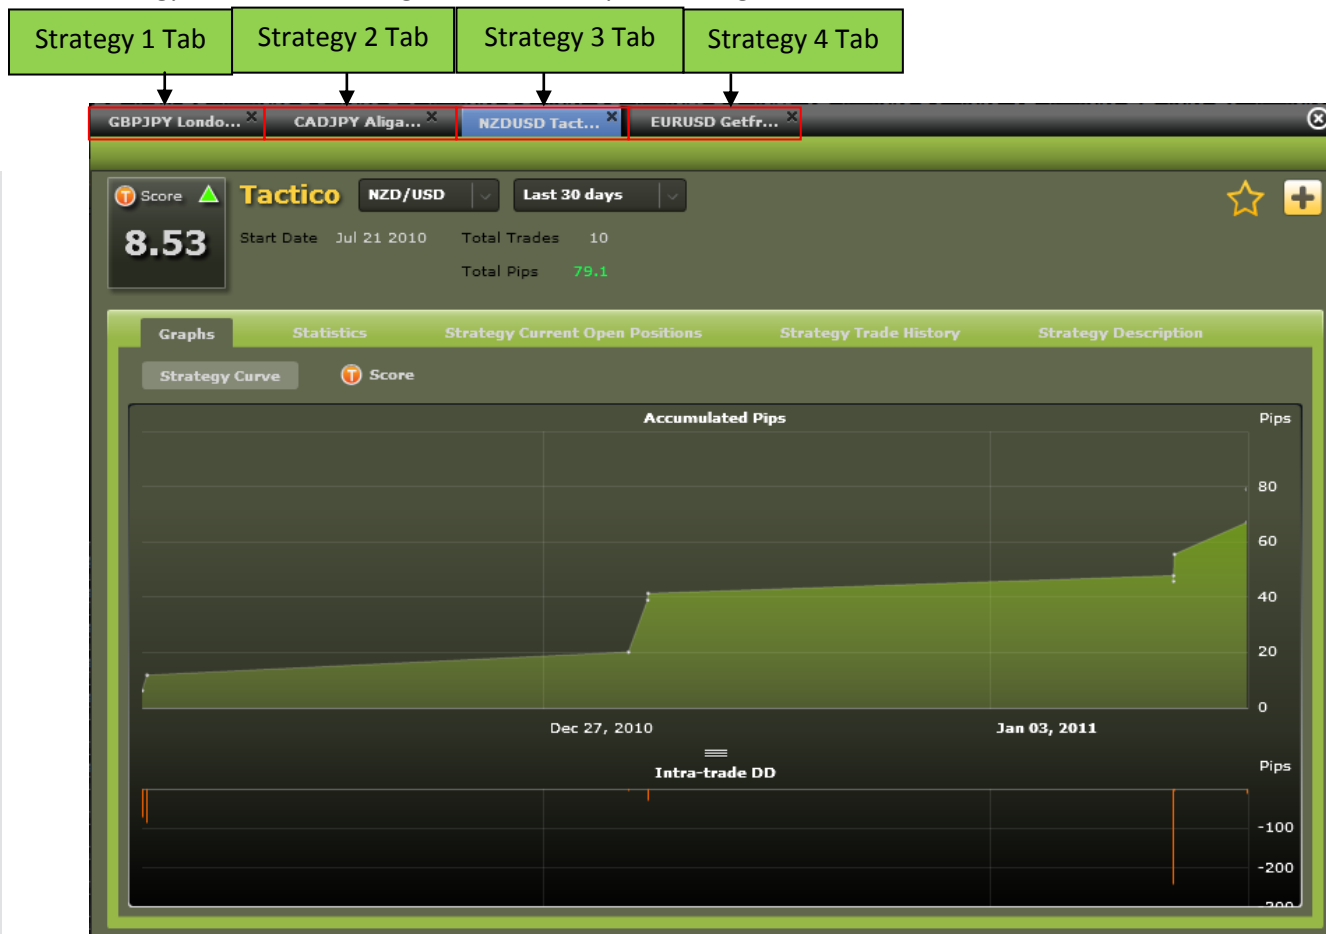 Strategy 1 Tab Strategy 2 Tab Strategy 3 Tab Strategy 4 Tab
GBPJPY Londo... CADJPY Aliga... NZDUSD Tact... EURUSD Getfr...
T Score Tactico NZD/USD Last 30 days
8.53 Start Date Jul 21 2010 Total Trades 10
Total Pips 79.1
Graphs Statistics Strategy Current Open Positions Strategy Trade History Strategy Description
Strategy Curve T Score
Accumulated Pips Pips
80
60
40
20
0
Dec 27, 2010 Jan 03, 2011
Intra-trade DD Pips
-100
-200